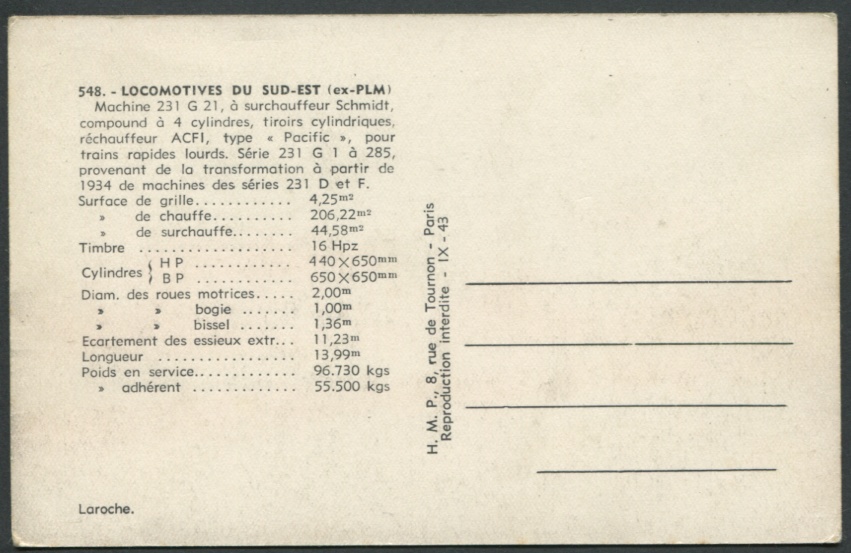 548. - LOCOMOTIVES DU SUD-EST (ex-PLM)
Machine 231 G 21, à surchauffeur Schmidt,
compound à 4 cylindres, tiroirs cylindriques,
réchauffeur ACFI, type « Pacific », pour
trains rapides lourds. Série 231 G 1 à 285,
provenant de la transformation à partir de
1934 de machines des séries 231 D et F.
Surface de grille............ 4,25m²
» de chauffe.......... 206,22m²
» de surchauffe........ 44,58m²
Timbre ................... 16 Hpz
Cylindres { H P ............ 440×650mm
B P ............ 650×650mm
Diam. des roues motrices..... 2,00m
» » bogie ....... 1,00m
» » bissel ....... 1,36m
Ecartement des essieux extr... 11,23m
Longueur ................. 13,99m
Poids en service............. 96.730 kgs
» adhérent ............. 55.500 kgs
H. M. P., 8, rue de Tournon - Paris
Reproduction interdite - IX - 43
Laroche.